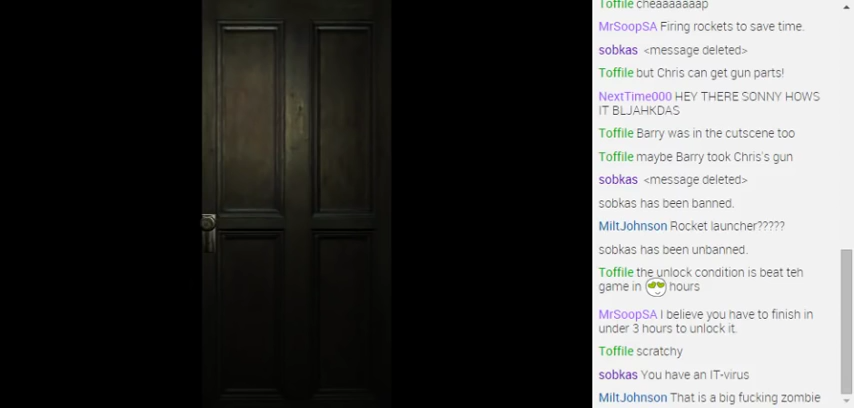 Toffile cheaaaaaaap
MrSoopSA Firing rockets to save time.
sobkas <message deleted>
Toffile but Chris can get gun parts!
NextTime000 HEY THERE SONNY HOWS
IT BLJAHKDAS
Toffile Barry was in the cutscene too
Toffile maybe Barry took Chris's gun
sobkas <message deleted>
sobkas has been banned.
MiltJohnson Rocket launcher?????
sobkas has been unbanned.
Toffile the unlock condition is beat teh
game in hours
MrSoopSA I believe you have to finish in
under 3 hours to unlock it.
Toffile scratchy
sobkas You have an IT-virus
MiltJohnson That is a big fucking zombie